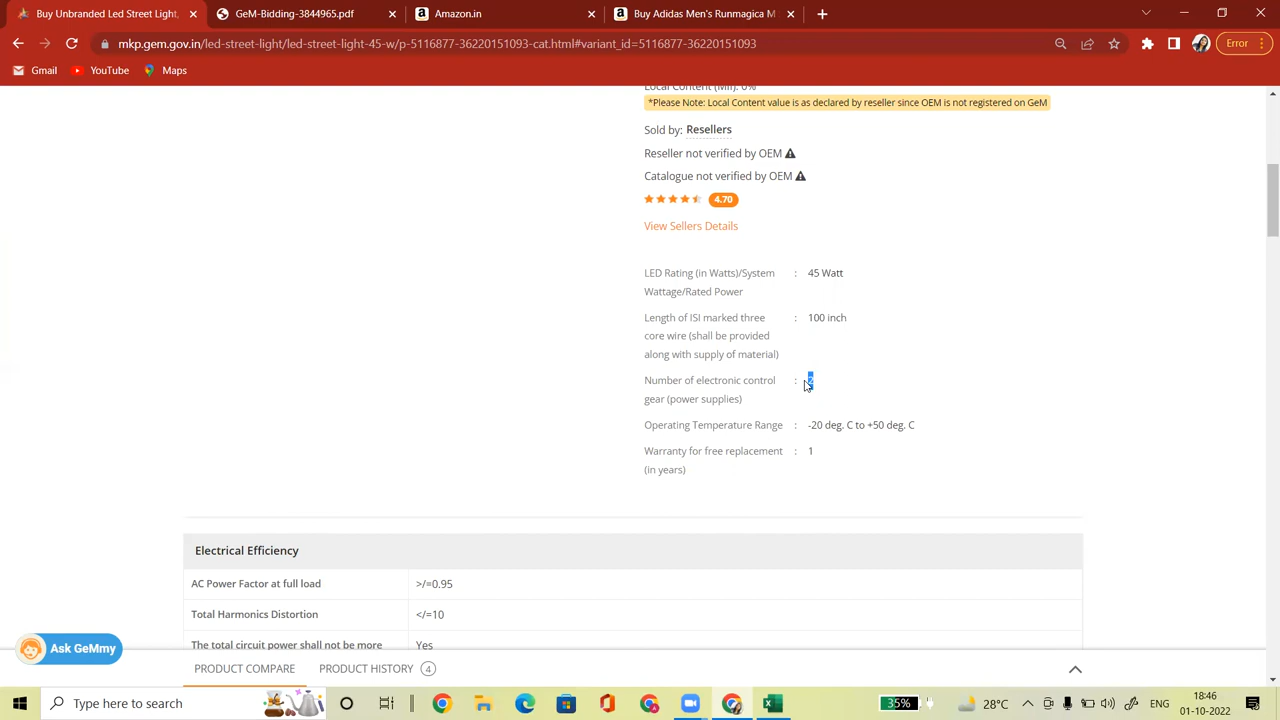 Buy Unbranded Led Street Light,
GeM-Bidding-3844965.pdf
Amazon.in
Buy Adidas Men's Runmagica M
mkp.gem.gov.in/led-street-light/led-street-light-45-w/p-5116877-36220151093-cat.html#variant_id=5116877-36220151093
Error
Gmail
YouTube
Maps
Local Content (MII): 0%
*Please Note: Local Content value is as declared by reseller since OEM is not registered on GeM
Sold by: Resellers
Reseller not verified by OEM
Catalogue not verified by OEM
4.70
View Sellers Details
LED Rating (in Watts)/System : 45 Watt
Wattage/Rated Power
Length of ISI marked three : 100 inch
core wire (shall be provided
along with supply of material)
Number of electronic control : 2
gear (power supplies)
Operating Temperature Range : -20 deg. C to +50 deg. C
Warranty for free replacement : 1
(in years)
Electrical Efficiency
AC Power Factor at full load >/=0.95
Total Harmonics Distortion </=10
The total circuit power shall not be more Yes
Ask GeMmy
PRODUCT COMPARE PRODUCT HISTORY 4
Type here to search
35%
28°C
ENG
18:46
01-10-2022